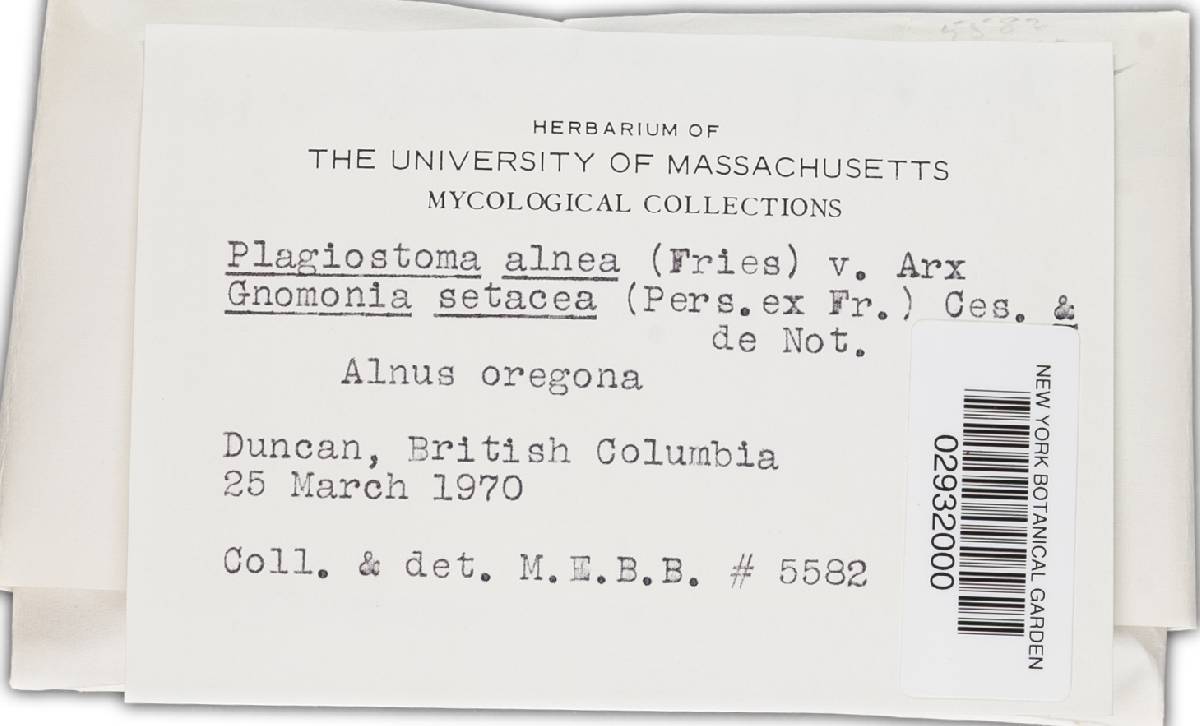 5582
HERBARIUM OF
THE UNIVERSITY OF MASSACHUSETTS
MYCOLOGICAL COLLECTIONS
Plagiostoma alnea (Fries) v. Arx
Gnomonia setacea (Pers.ex Fr.) Ces. &
de Not.
Alnus oregona
Duncan, British Columbia
25 March 1970
Coll. & det. M.E.B.B. # 5582
NEW YORK BOTANICAL GARDEN
02932000